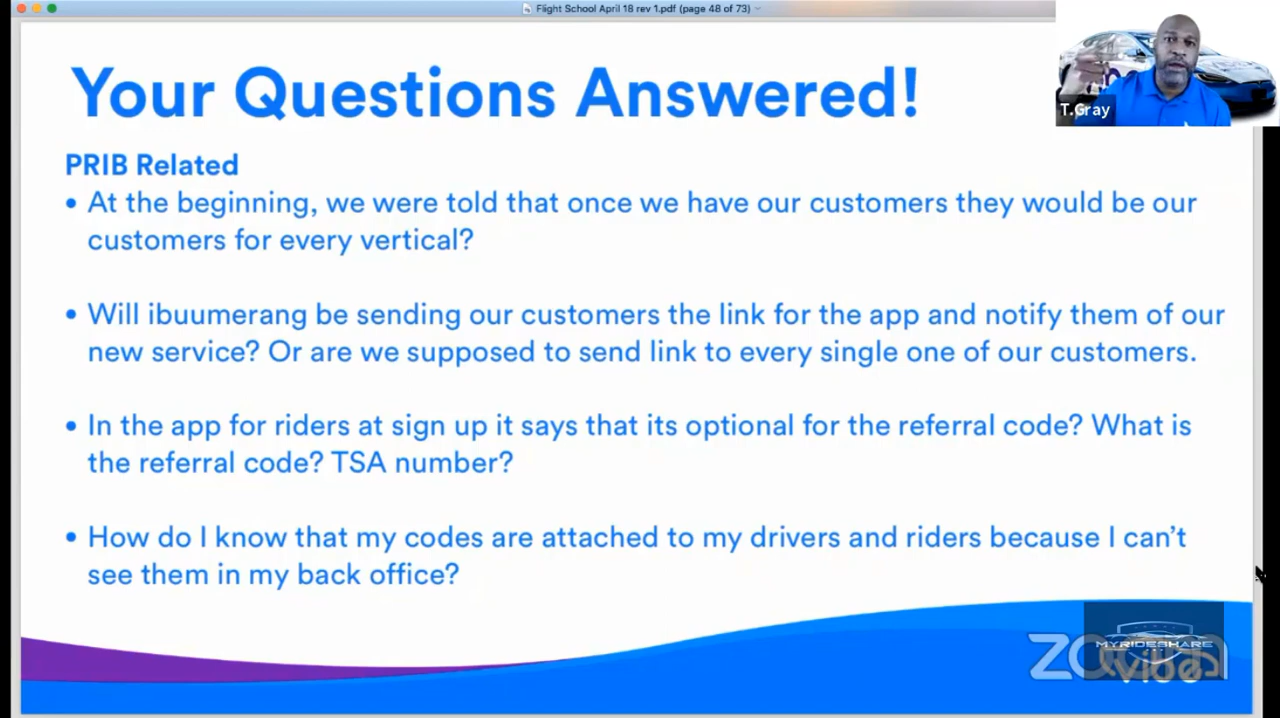 Flight School April 18 rev 1.pdf (page 48 of 73)
Your Questions Answered!
T.Gray
PRIB Related
• At the beginning, we were told that once we have our customers they would be our
customers for every vertical?
• Will ibuumerang be sending our customers the link for the app and notify them of our
new service? Or are we supposed to send link to every single one of our customers.
• In the app for riders at sign up it says that its optional for the referral code? What is
the referral code? TSA number?
• How do I know that my codes are attached to my drivers and riders because I can't
see them in my back office?
zoom
MYRIDESHARE
vibe